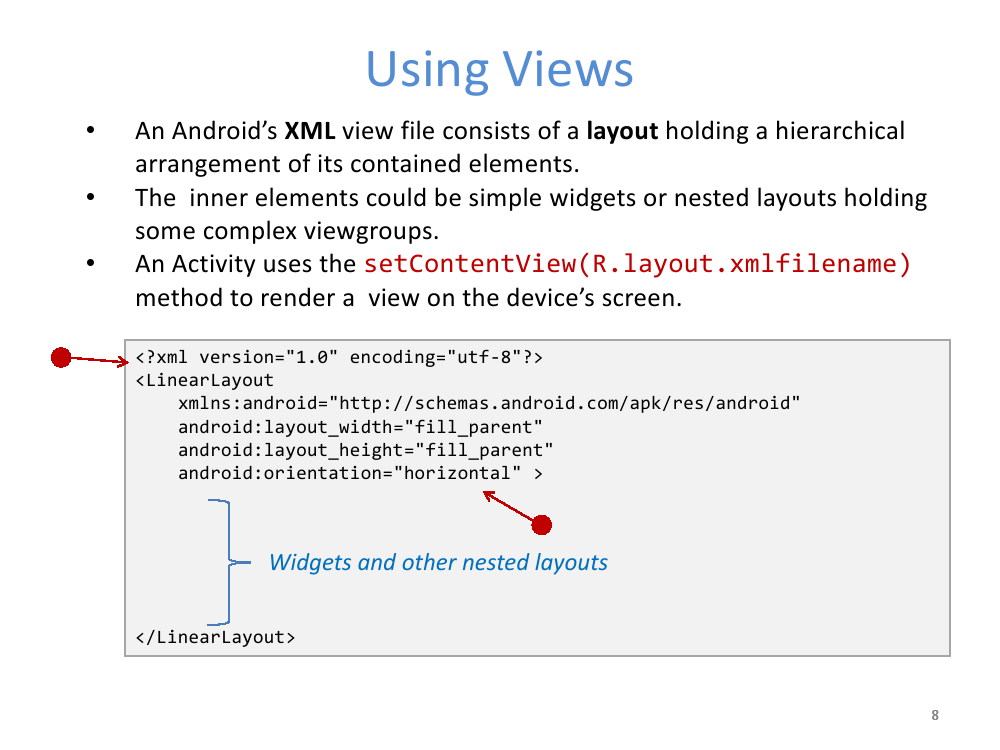 Using Views
• An Android’s XML view file consists of a layout holding a hierarchical
arrangement of its contained elements.
• The  inner elements could be simple widgets or nested layouts holding
some complex viewgroups.
• An Activity uses the setContentView(R.layout.xmlfilename)
method to render a  view on the device’s screen.
<?xml version="1.0" encoding="utf-8"?>
<LinearLayout
    xmlns:android="http://schemas.android.com/apk/res/android"
    android:layout_width="fill_parent"
    android:layout_height="fill_parent"
    android:orientation="horizontal" >
Widgets and other nested layouts
</LinearLayout>
8